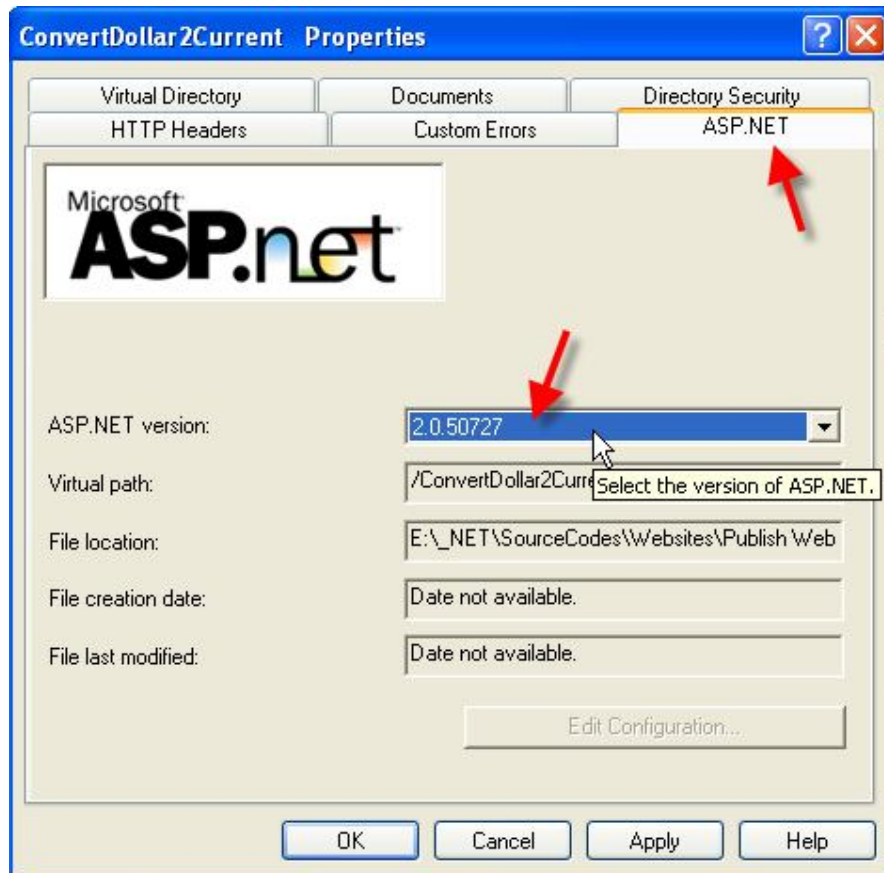 ConvertDollar2Current Properties
Virtual Directory
Documents
Directory Security
HTTP Headers
Custom Errors
ASP.NET
Microsoft
ASP.net
ASP.NET version:
2.0.50727
Virtual path:
/ConvertDollar2Curre
Select the version of ASP.NET.
File location:
E:\_NET\SourceCodes\Websites\Publish Web
File creation date:
Date not available.
File last modified:
Date not available.
Edit Configuration...
OK
Cancel
Apply
Help